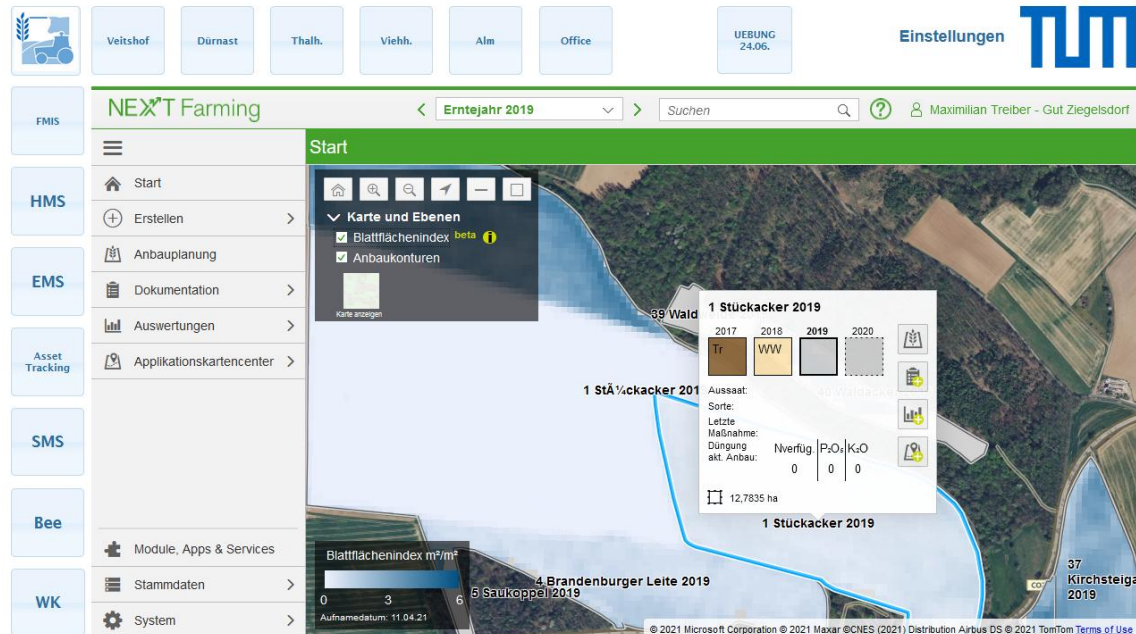 Veitshof
Dürnast
Thalh.
Viehh.
Alm
Office
UEBUNG
24.06.
Einstellungen
TUM
FMIS
HMS
EMS
Asset
Tracking
SMS
Bee
WK
NEXT Farming
Erntejahr 2019
Suchen
?
Maximilian Treiber - Gut Ziegelsdorf
Start
Start
Erstellen
Anbauplanung
Dokumentation
Auswertungen
Applikationskartencenter
Module, Apps & Services
Stammdaten
System
Karte und Ebenen
Blattflächenindex beta i
Anbaukonturen
Karte anzeigen
39 Wald
1 Stückacker 2019
2017 2018 2019 2020
Tr WW
Aussaat:
Sorte:
Letzte
Maßnahme:
Düngung
akt. Anbau:
Nverfüg. P₂O₅ K₂O
0 0 0
12,7835 ha
1 StÃ¼ckacker 201
1 Stückacker 2019
4 Brandenburger Leite 2019
5 Saukoppel 2019
37
Kirchsteiga
2019
Blattflächenindex m²/m²
0 3 6
Aufnamedatum: 11.04.21
© 2021 Microsoft Corporation © 2021 Maxar ©CNES (2021) Distribution Airbus DS © 2021 TomTom Terms of Use